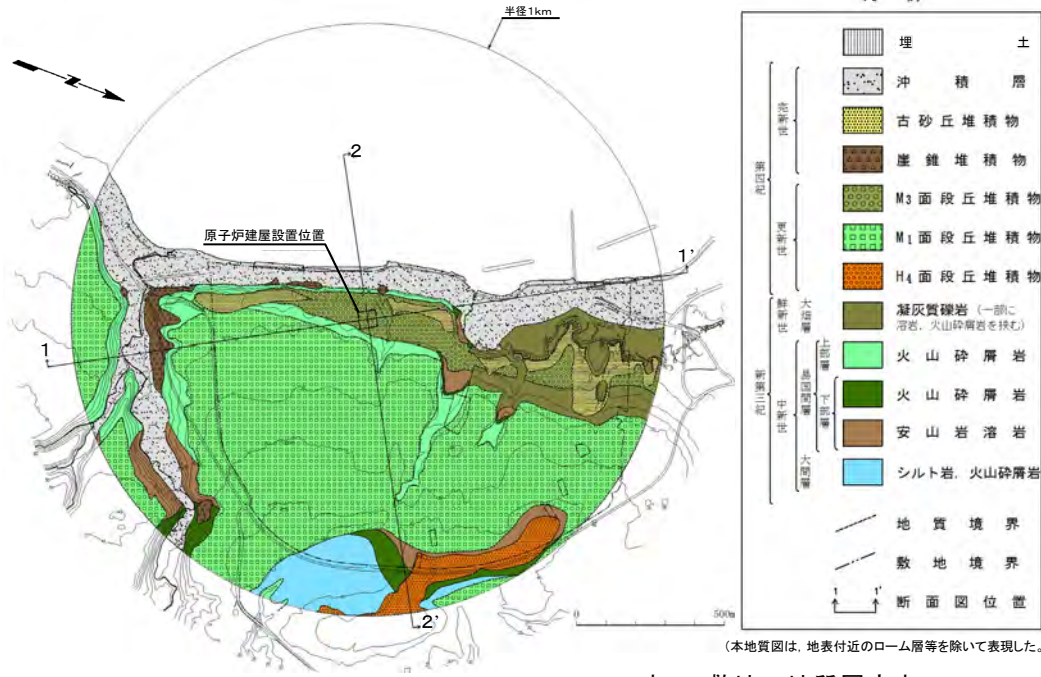 半径1km
2
原子炉建屋設置位置
1'
1
2'
0
500m
埋土
沖積層
古砂丘堆積物
崖錐堆積物
M3面段丘堆積物
M1面段丘堆積物
H4面段丘堆積物
凝灰質礫岩(一部に
溶岩,火山砕屑岩を挟む)
火山砕屑岩
火山砕屑岩
安山岩溶岩
シルト岩,火山砕屑岩
地質境界
敷地境界
1 1'
断面図位置
第四紀
完新世
更新世
新第三紀
鮮新世
中新世
大畑層
易国間層
大間層
上部層
下部層
(本地質図は,地表付近のローム層等を除いて表現した。